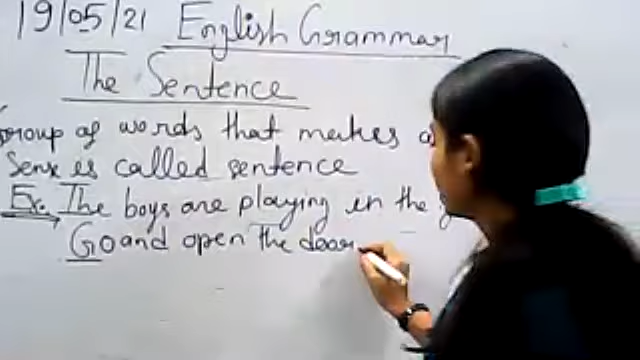 19/05/21 English Grammar
The Sentence
Group of words that makes a
Sense is called sentence
Ex. The boys are playing in the
Go and open the door